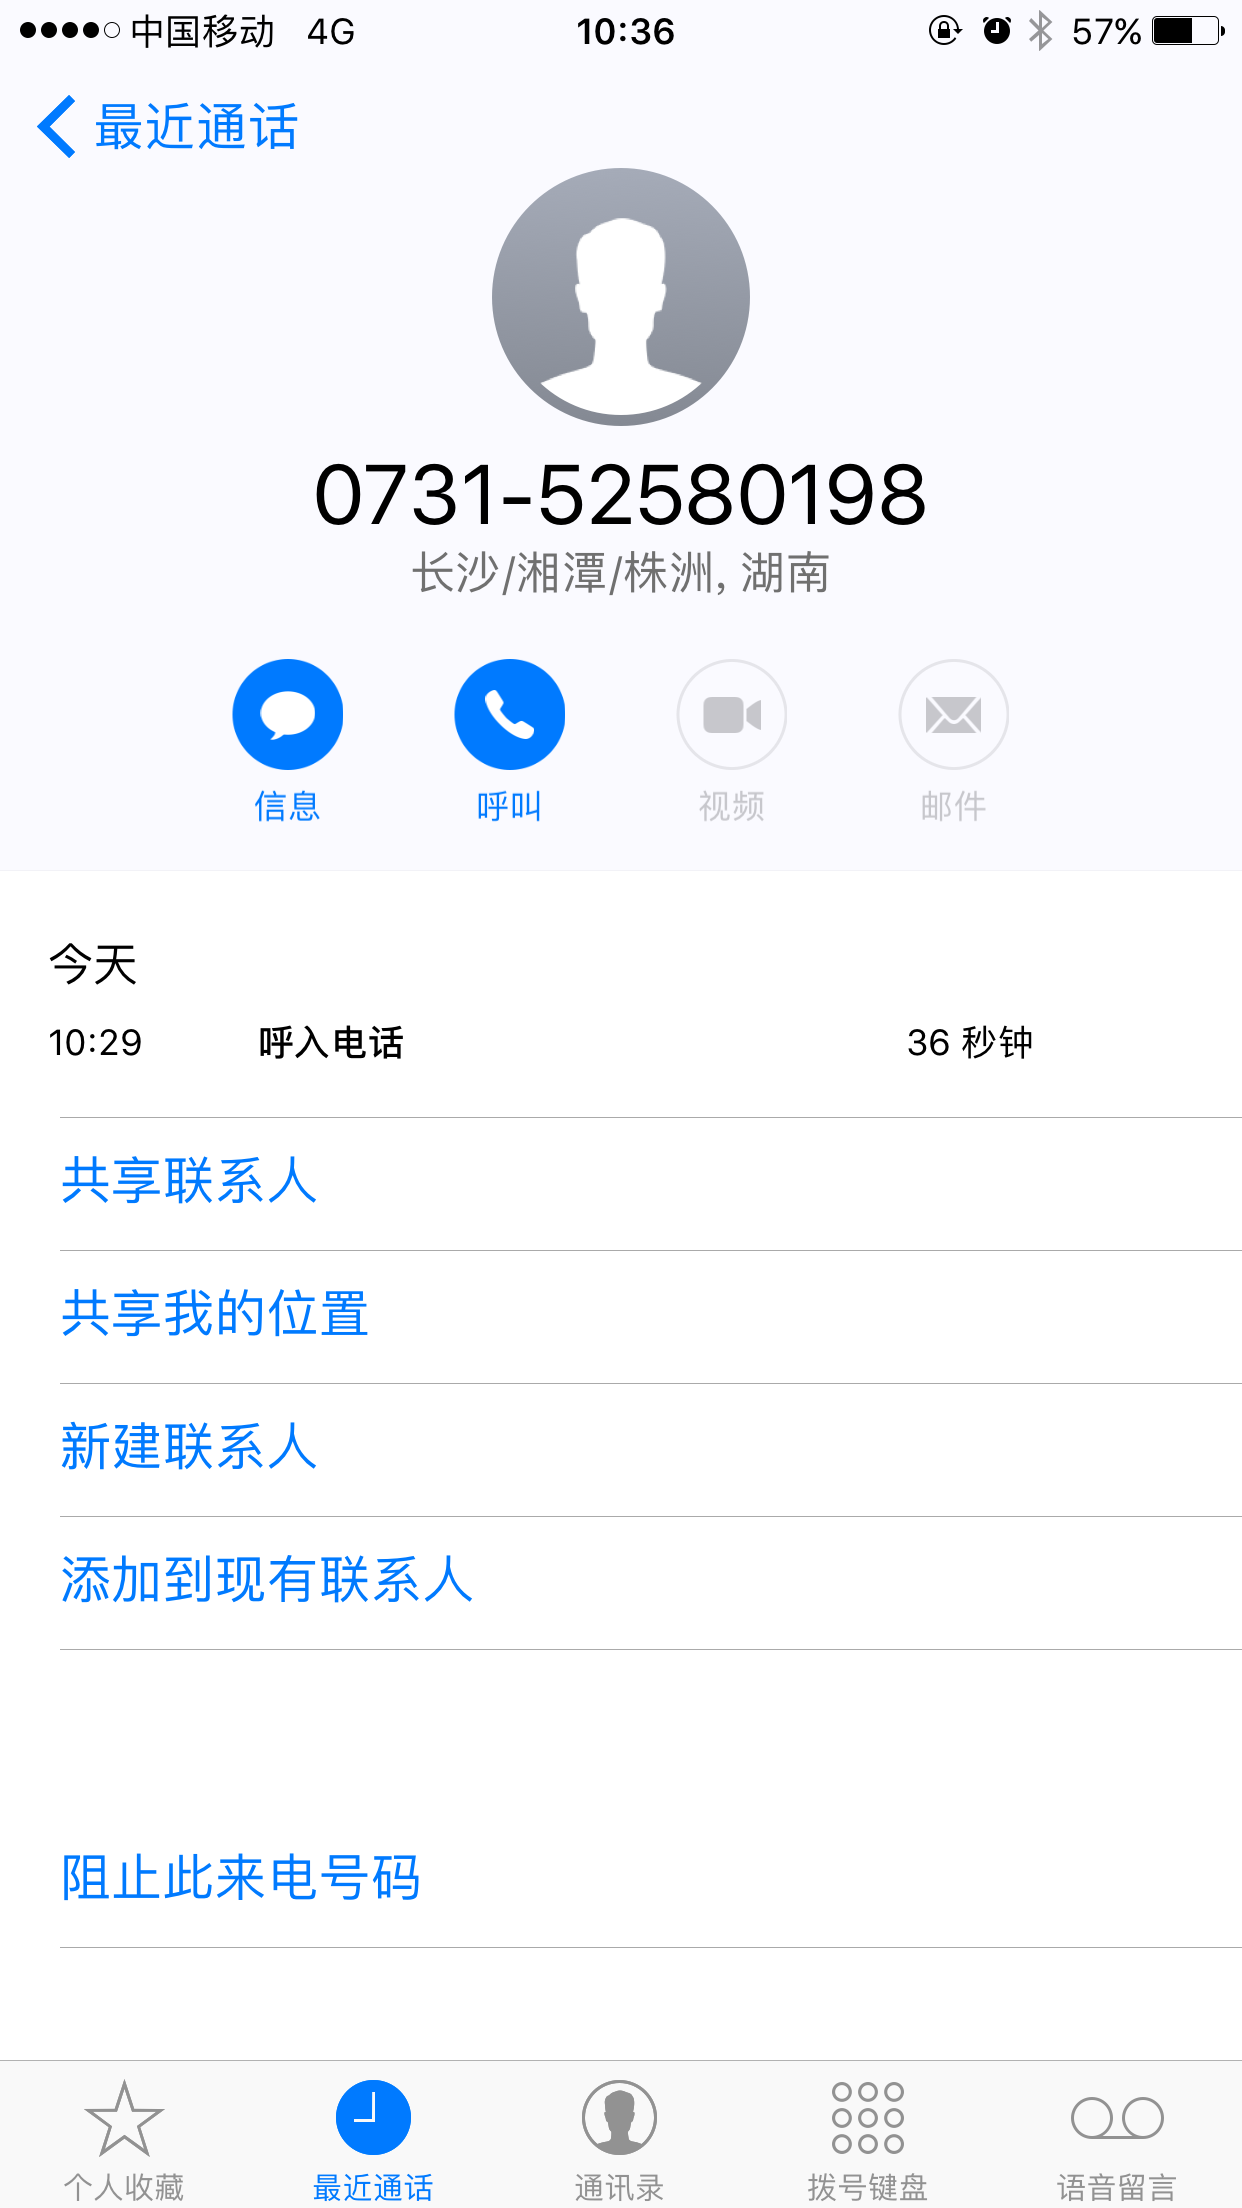 中国移动 4G 10:36 57%
最近通话
0731-52580198
长沙/湘潭/株洲, 湖南
信息 呼叫 视频 邮件
今天
10:29 呼入电话 36 秒钟
共享联系人
共享我的位置
新建联系人
添加到现有联系人
阻止此来电号码
个人收藏 最近通话 通讯录 拨号键盘 语音留言